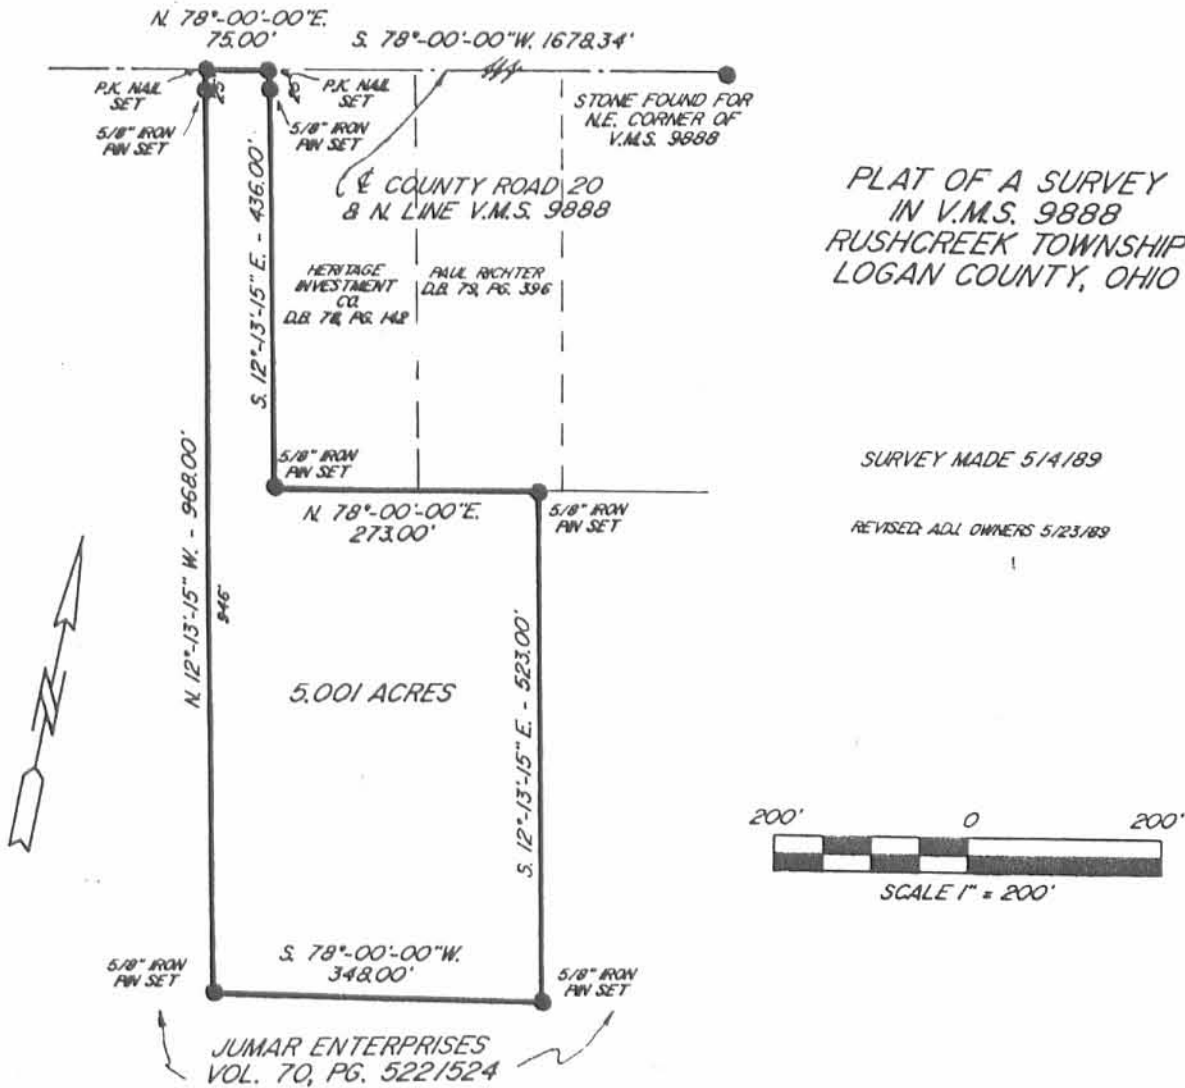 N. 78°-00'-00"E.
75.00'
S. 78°-00'-00"W. 1678.34'
P.K. NAIL
SET
25'
25'
P.K. NAIL
SET
5/8" IRON
PIN SET
5/8" IRON
PIN SET
STONE FOUND FOR
N.E. CORNER OF
V.M.S. 9888
℄ COUNTY ROAD 20
& N. LINE V.M.S. 9888
PLAT OF A SURVEY
IN V.M.S. 9888
RUSHCREEK TOWNSHIP
LOGAN COUNTY, OHIO
S. 12°-13'-15" E. - 436.00'
HERITAGE
INVESTMENT
CO.
D.B. 78, PG. 148
PAUL RICHTER
D.B. 79, PG. 396
N. 12°-13'-15" W. - 968.00'
5/8" IRON
PIN SET
N. 78°-00'-00"E.
273.00'
5/8" IRON
PIN SET
SURVEY MADE 5/4/89
REVISED: ADJ. OWNERS 5/23/89
N
946'
5.001 ACRES
S. 12°-13'-15" E. - 523.00'
200' 0 200'
SCALE 1" = 200'
5/8" IRON
PIN SET
S. 78°-00'-00"W.
348.00'
5/8" IRON
PIN SET
JUMAR ENTERPRISES
VOL. 70, PG. 522/524